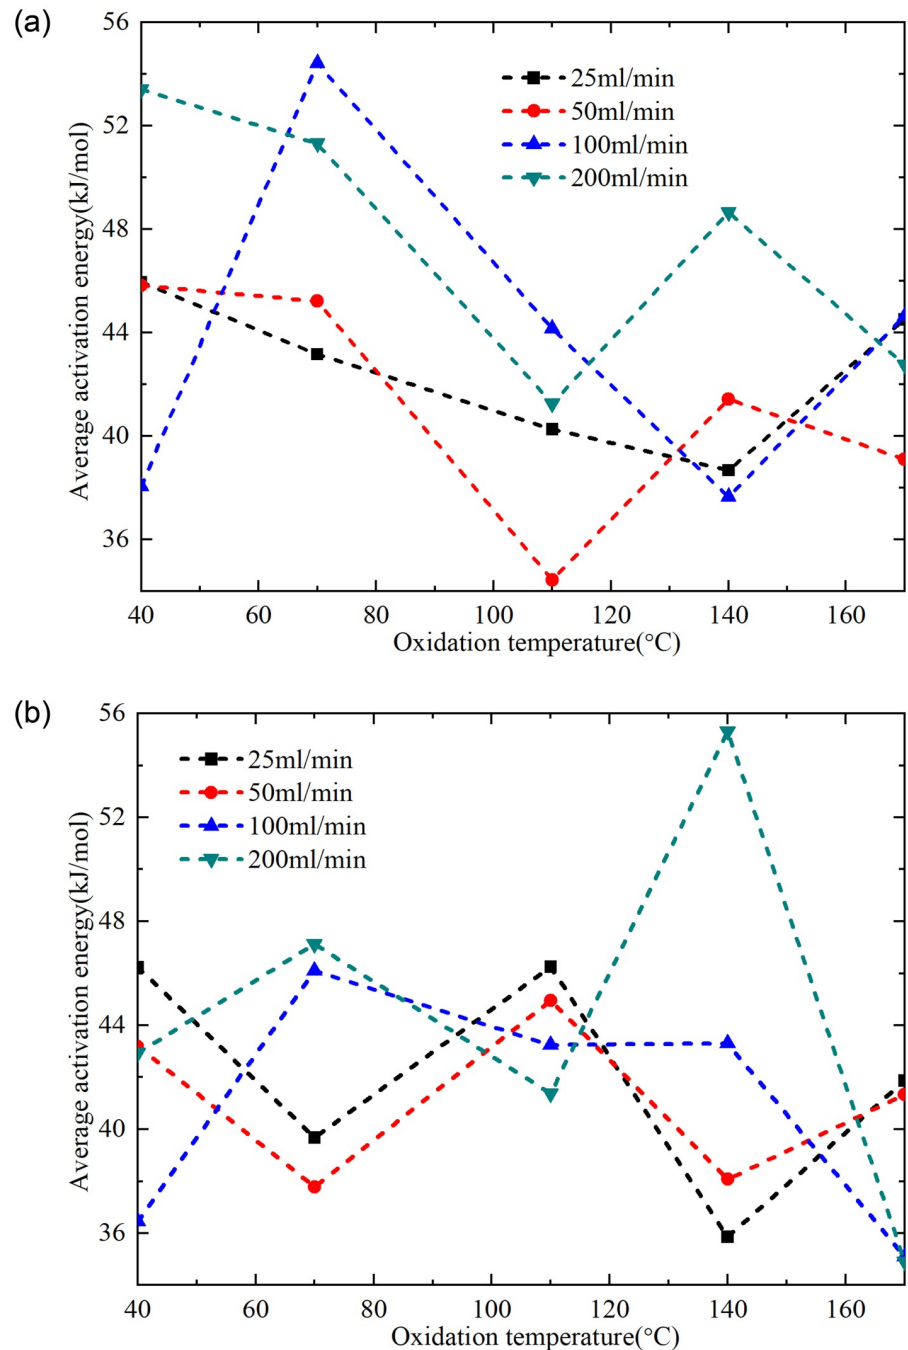 (a)
56
52
48
44
40
36
Average activation energy(kJ/mol)
25ml/min
50ml/min
100ml/min
200ml/min
40 60 80 100 120 140 160
Oxidation temperature(°C)
(b)
56
52
48
44
40
36
Average activation energy(kJ/mol)
25ml/min
50ml/min
100ml/min
200ml/min
40 60 80 100 120 140 160
Oxidation temperature(°C)